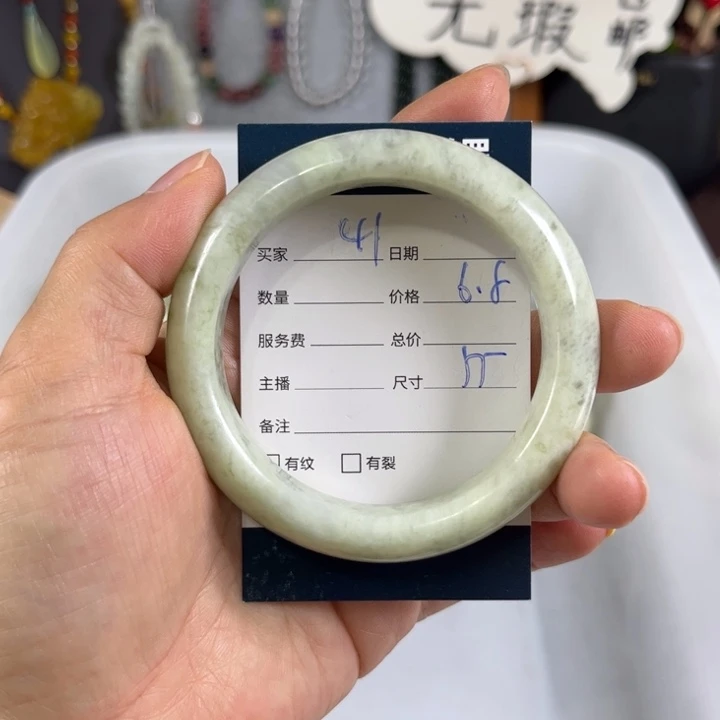 无瑕
买家 41 日期
数量 价格 6.8
服务费 总价
主播 尺寸
备注
有纹 有裂